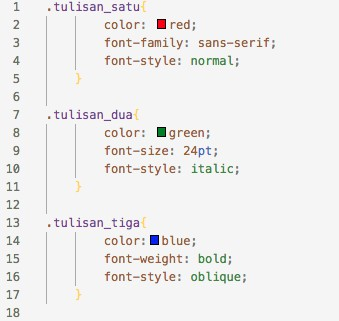 1 .tulisan_satu{
2 color: red;
3 font-family: sans-serif;
4 font-style: normal;
5 }
6
7 .tulisan_dua{
8 color: green;
9 font-size: 24pt;
10 font-style: italic;
11 }
12
13 .tulisan_tiga{
14 color: blue;
15 font-weight: bold;
16 font-style: oblique;
17 }
18